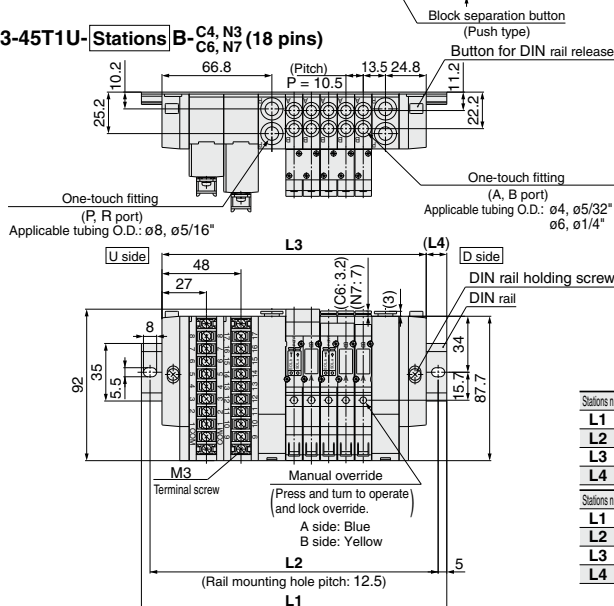 Block separation button
(Push type)
3-45T1U- Stations B- C4, N3 C6, N7 (18 pins)
Button for DIN rail release
66.8
(Pitch)
P = 10.5
13.5
24.8
10.2
25.2
11.2
22.2
One-touch fitting
(P, R port)
Applicable tubing O.D.: ø8, ø5/16"
One-touch fitting
(A, B port)
Applicable tubing O.D.: ø4, ø5/32"
ø6, ø1/4"
L3
(L4)
U side
D side
48
27
(C6: 3.2)
(N7: 7)
(3)
DIN rail holding screw
DIN rail
8
35
5.5
92
34
15.7
87.7
M3
Terminal screw
Manual override
(Press and turn to operate
and lock override.)
A side: Blue
B side: Yellow
L2
5
(Rail mounting hole pitch: 12.5)
L1
Stations n
L1
L2
L3
L4
Stations n
L1
L2
L3
L4